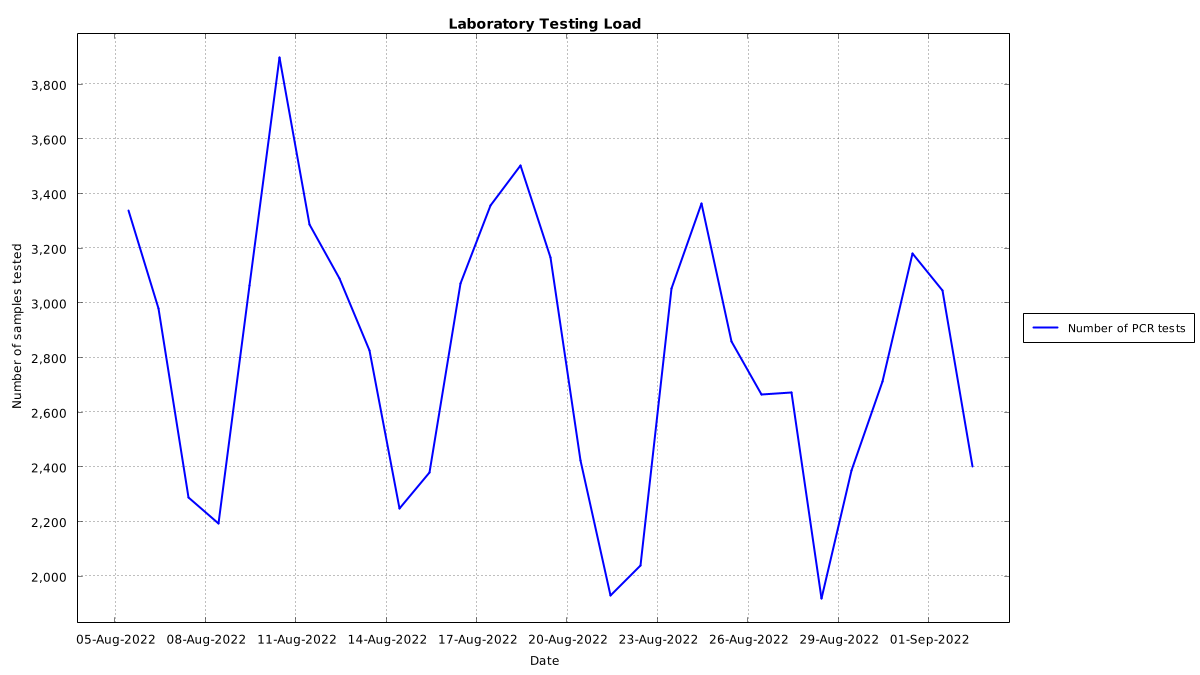 Laboratory Testing Load
3,800
3,600
3,400
3,200
3,000
2,800
2,600
2,400
2,200
2,000
Number of samples tested
05-Aug-2022 08-Aug-2022 11-Aug-2022 14-Aug-2022 17-Aug-2022 20-Aug-2022 23-Aug-2022 26-Aug-2022 29-Aug-2022 01-Sep-2022
Date
Number of PCR tests